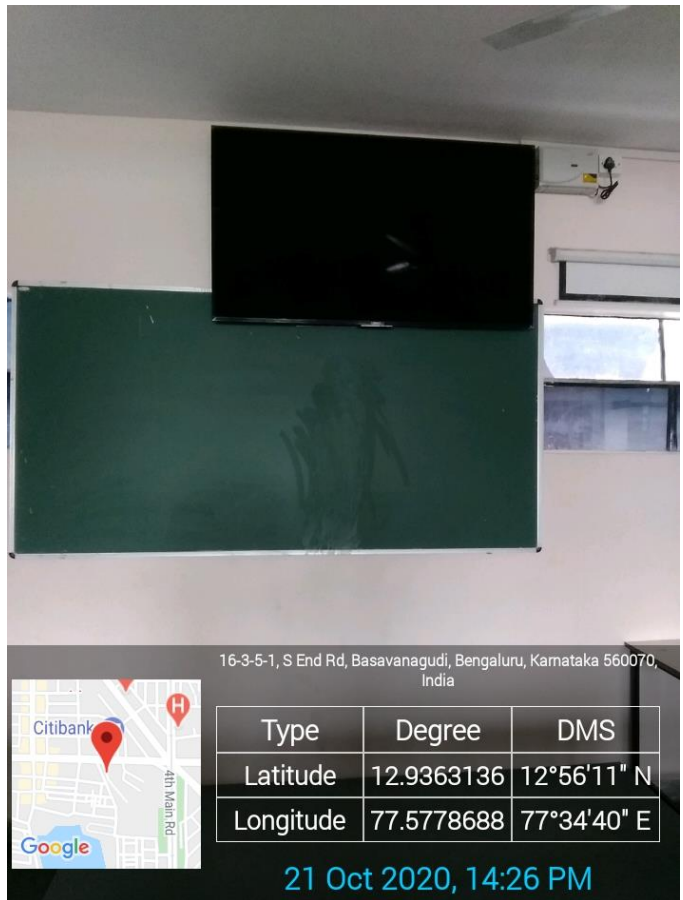 16-3-5-1, S End Rd, Basavanagudi, Bengaluru, Karnataka 560070,
India
Citibank
H
4th Main Rd
Google
Type Degree DMS
Latitude 12.9363136 12°56'11" N
Longitude 77.5778688 77°34'40" E
21 Oct 2020, 14:26 PM